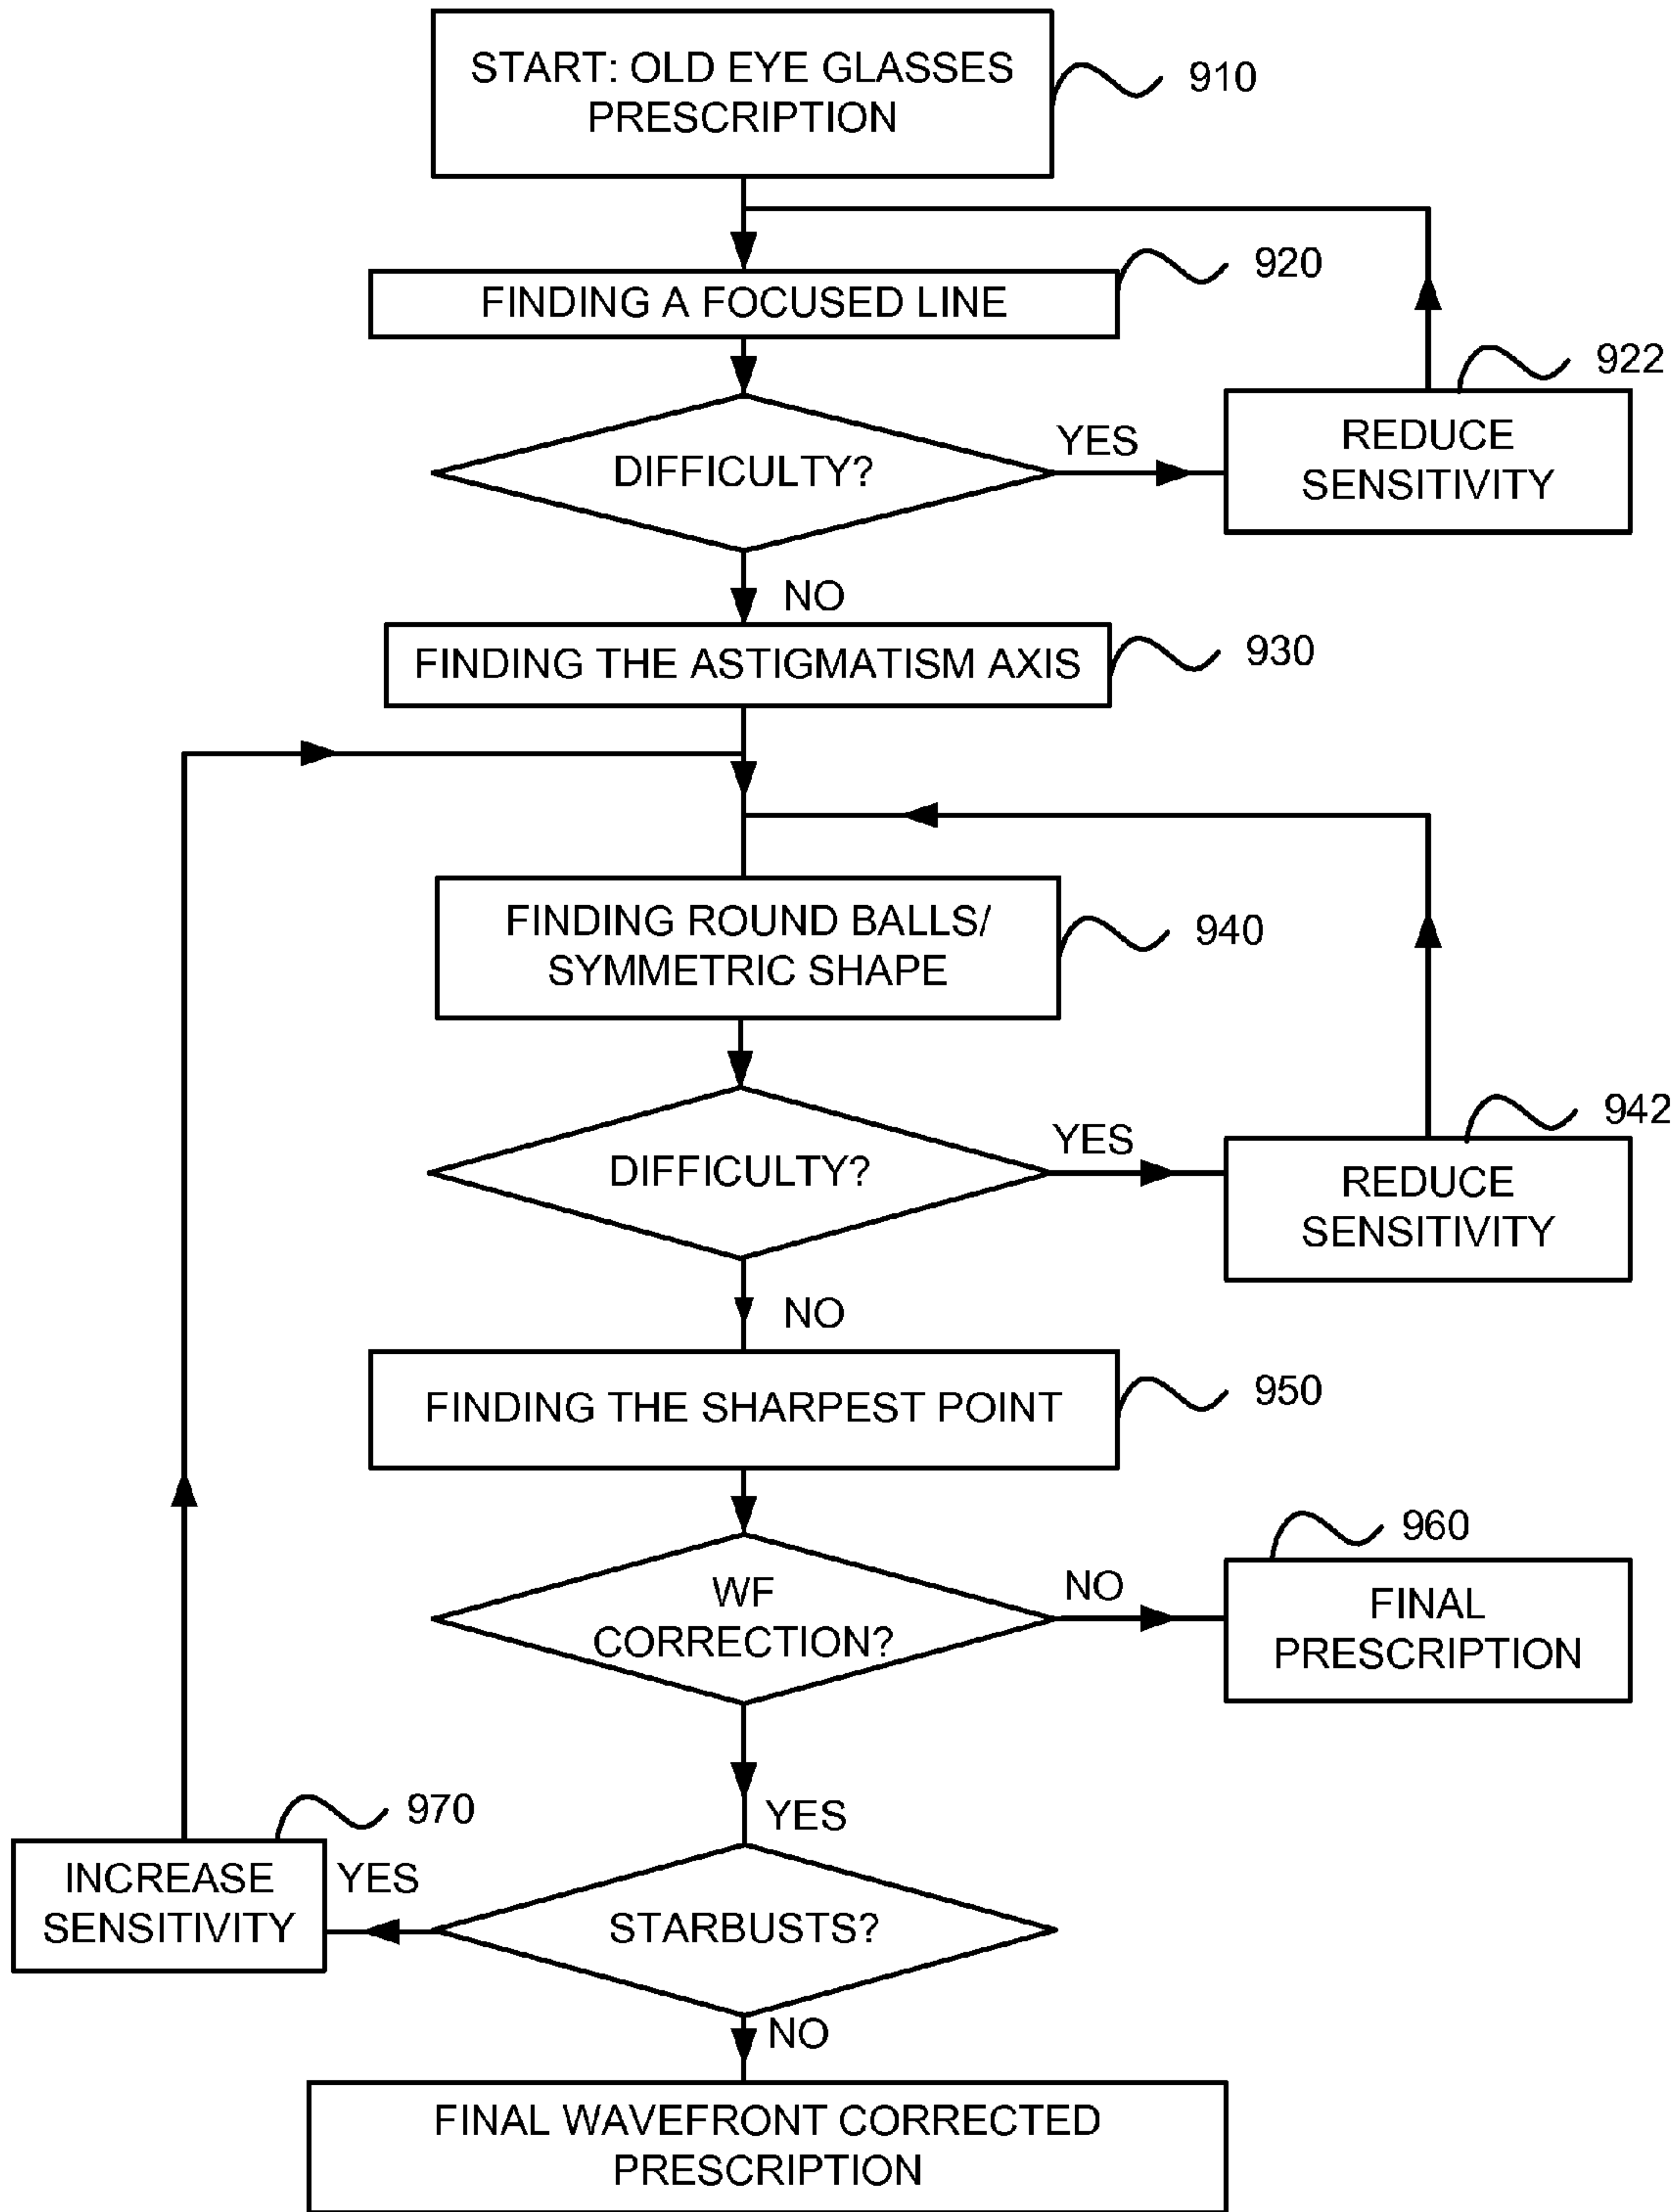 START: OLD EYE GLASSES
PRESCRIPTION
910
FINDING A FOCUSED LINE
920
DIFFICULTY?
YES
REDUCE
SENSITIVITY
922
NO
FINDING THE ASTIGMATISM AXIS
930
FINDING ROUND BALLS/
SYMMETRIC SHAPE
940
DIFFICULTY?
YES
REDUCE
SENSITIVITY
942
NO
FINDING THE SHARPEST POINT
950
WF
CORRECTION?
NO
FINAL
PRESCRIPTION
960
YES
STARBUSTS?
YES
INCREASE
SENSITIVITY
970
NO
FINAL WAVEFRONT CORRECTED
PRESCRIPTION